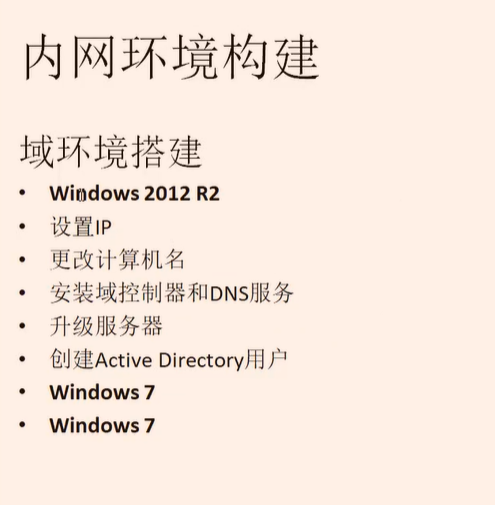 内网环境构建
域环境搭建
• Windows 2012 R2
• 设置IP
• 更改计算机名
• 安装域控制器和DNS服务
• 升级服务器
• 创建Active Directory用户
• Windows 7
• Windows 7